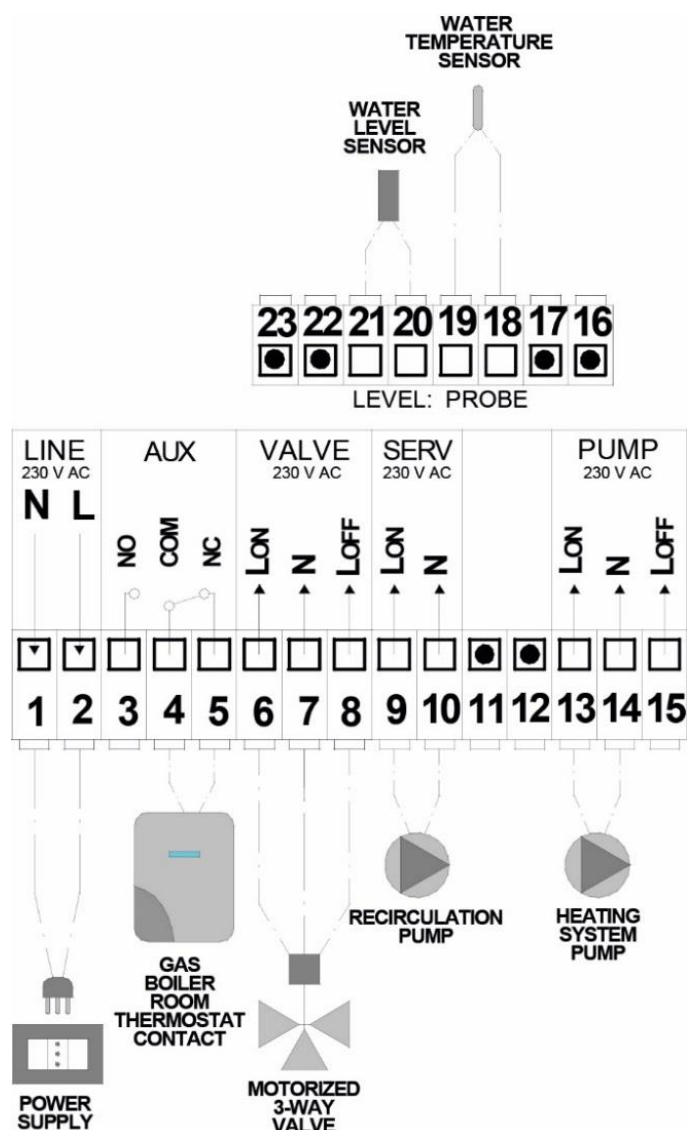 WATER
TEMPERATURE
SENSOR
WATER
LEVEL
SENSOR
23 22 21 20 19 18 17 16
LEVEL: PROBE
LINE
230 V AC
N L
AUX
NO COM NC
VALVE
230 V AC
LON N LOFF
SERV
230 V AC
LON N
PUMP
230 V AC
LON N LOFF
1 2 3 4 5 6 7 8 9 10 11 12 13 14 15
POWER
SUPPLY
GAS
BOILER
ROOM
THERMOSTAT
CONTACT
MOTORIZED
3-WAY
VALVE
RECIRCULATION
PUMP
HEATING
SYSTEM
PUMP